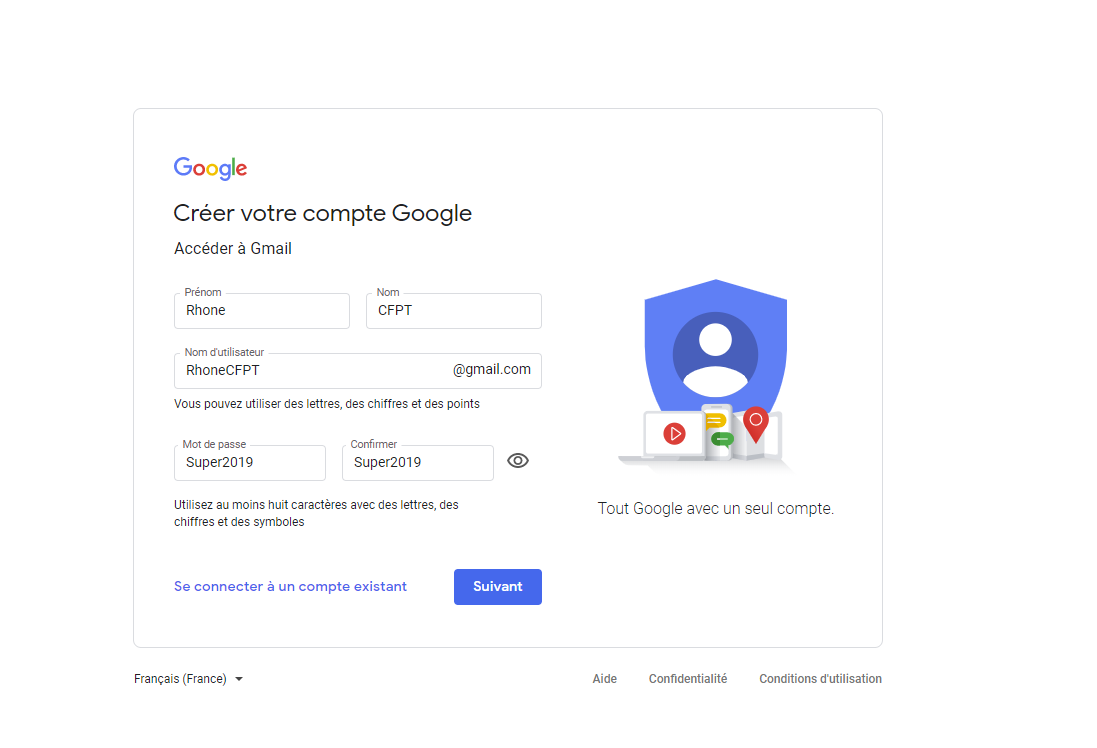 Google
Créer votre compte Google
Accéder à Gmail
Prénom
Rhone
Nom
CFPT
Nom d'utilisateur
RhoneCFPT
@gmail.com
Vous pouvez utiliser des lettres, des chiffres et des points
Mot de passe
Super2019
Confirmer
Super2019
Utilisez au moins huit caractères avec des lettres, des
chiffres et des symboles
Se connecter à un compte existant
Suivant
Tout Google avec un seul compte.
Français (France)
Aide
Confidentialité
Conditions d'utilisation